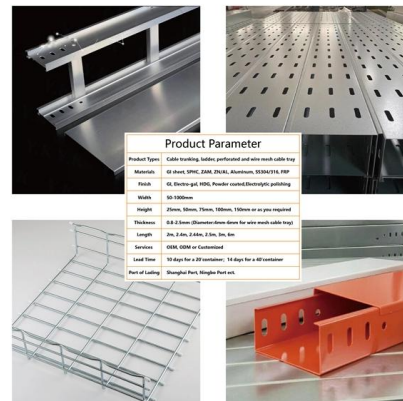 Product Parameter
Product Types Cable trunking, ladder, perforated and wire mesh cable tray
Materials GI sheet, SPHC, ZAM, ZN/AL, Aluminum, SS304/316, FRP
Finish GI, Electro-gal, HDG, Powder coated,Electrolytic polishing
Width 50-1000mm
Height 25mm, 50mm, 75mm, 100mm, 150mm or as you required
Thickness 0.8-2.5mm (Diameter:4mm-6mm for wire mesh cable tray)
Length 2m, 2.4m, 2.44m, 2.5m, 3m, 6m
Services OEM, ODM or Customized
Lead Time 10 days for a 20'container; 14 days for a 40'container
Port of Lading Shanghai Port, Ningbo Port ect.